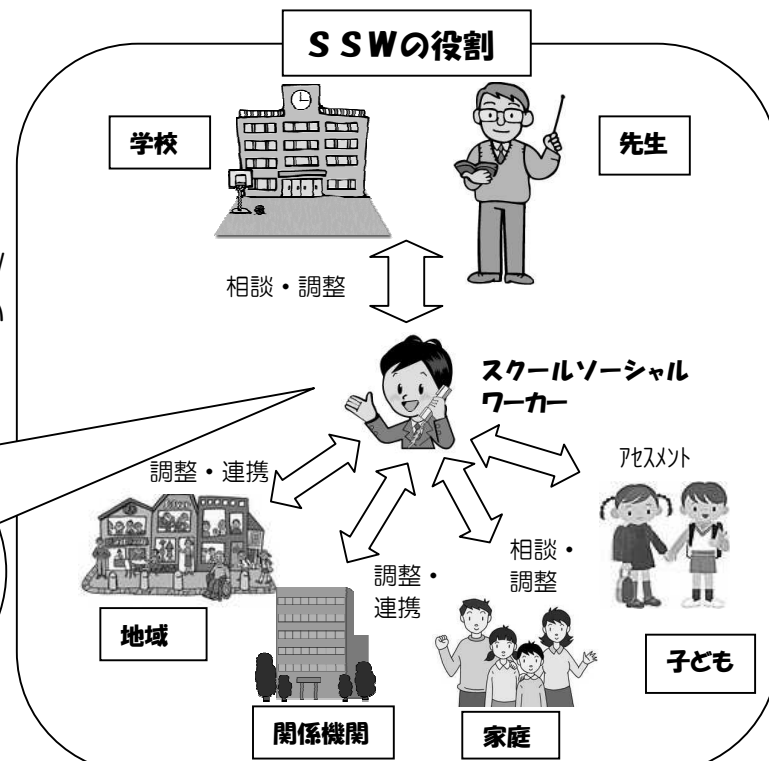 ＳＳＷの役割
学校
先生
相談・調整
スクールソーシャル
ワーカー
アセスメント
調整・連携
相談・
調整
調整・
連携
地域
子ども
関係機関
家庭